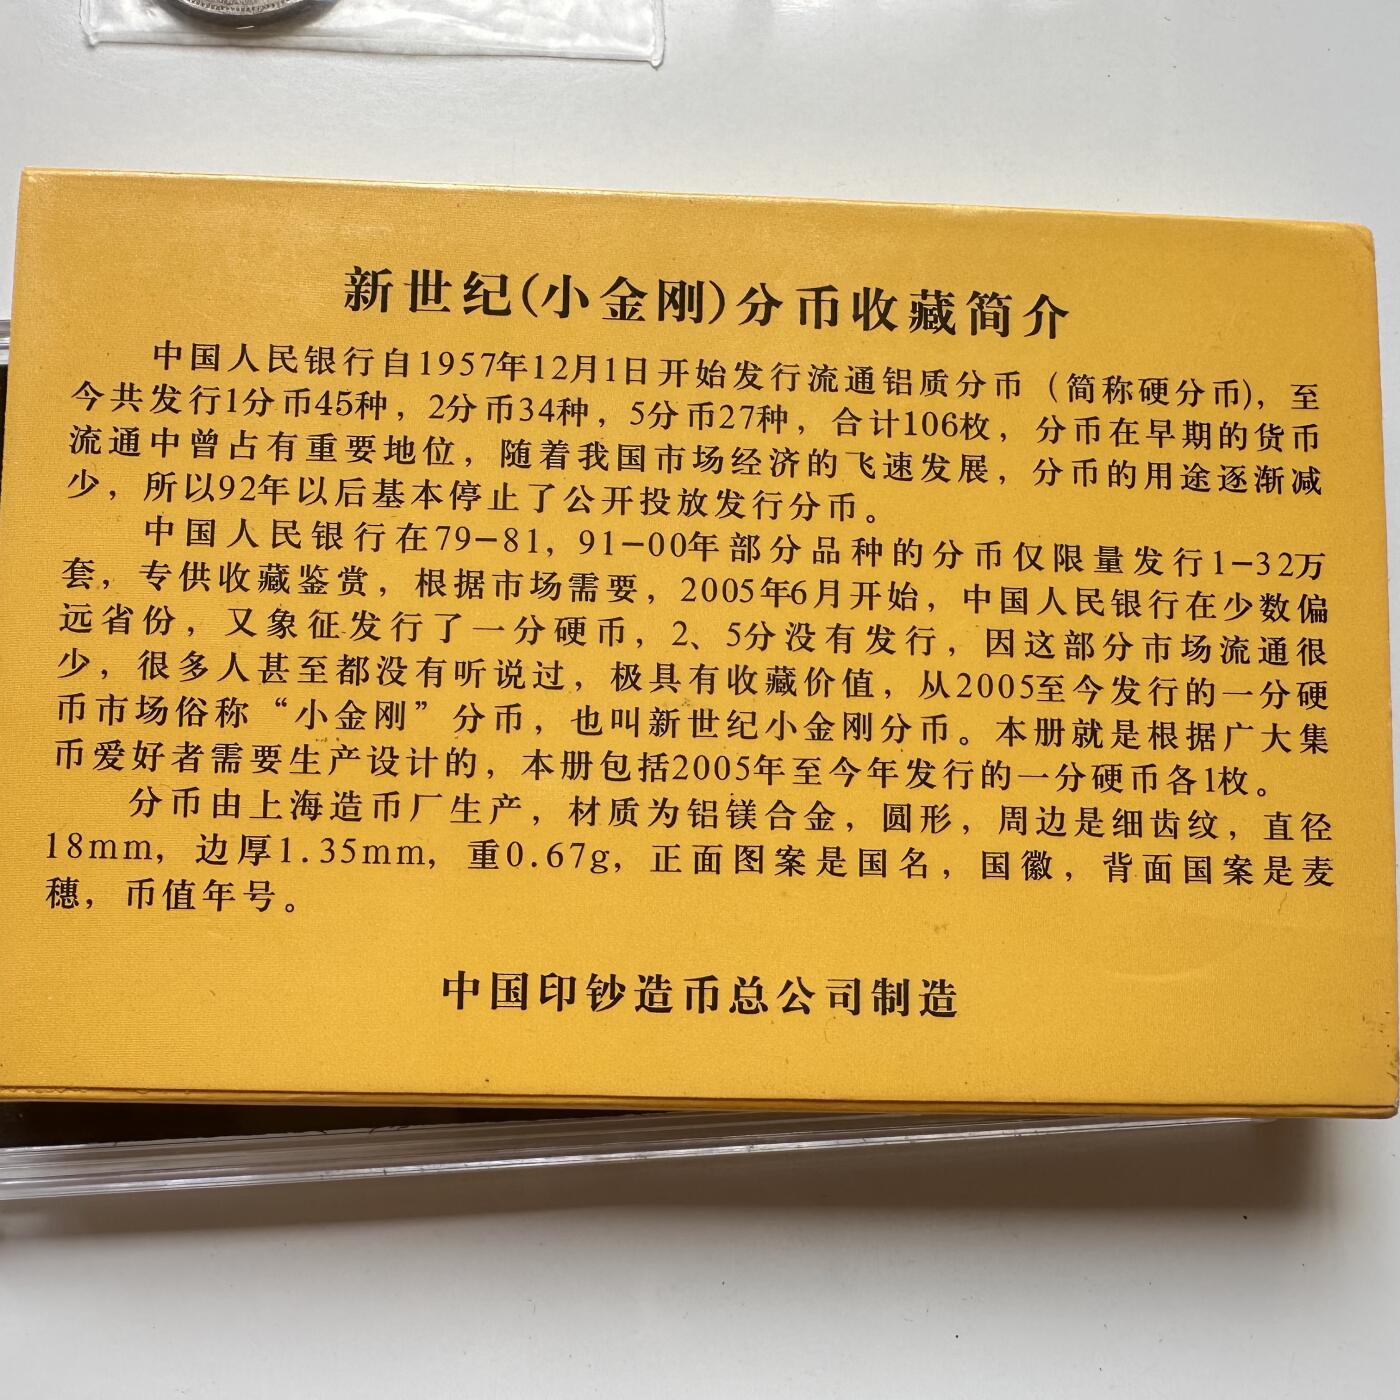 新世纪(小金刚)分币收藏简介
中国人民银行自1957年12月1日开始发行流通铝质分币（简称硬分币)，至
今共发行1分币45种，2分币34种，5分币27种，合计106枚，分币在早期的货币
流通中曾占有重要地位，随着我国市场经济的飞速发展，分币的用途逐渐减
少，所以92年以后基本停止了公开投放发行分币。
中国人民银行在79-81，91-00年部分品种的分币仅限量发行1-32万
套，专供收藏鉴赏，根据市场需要，2005年6月开始，中国人民银行在少数偏
远省份，又象征发行了一分硬币，2、5分没有发行，因这部分市场流通很
少，很多人甚至都没有听说过，极具有收藏价值，从2005至今发行的一分硬
币市场俗称“小金刚”分币，也叫新世纪小金刚分币。本册就是根据广大集
币爱好者需要生产设计的，本册包括2005年至今年发行的一分硬币各1枚。
分币由上海造币厂生产，材质为铝镁合金，圆形，周边是细齿纹，直径
18mm，边厚1.35mm，重0.67g，正面图案是国名，国徽，背面国案是麦
穗，币值年号。
中国印钞造币总公司制造